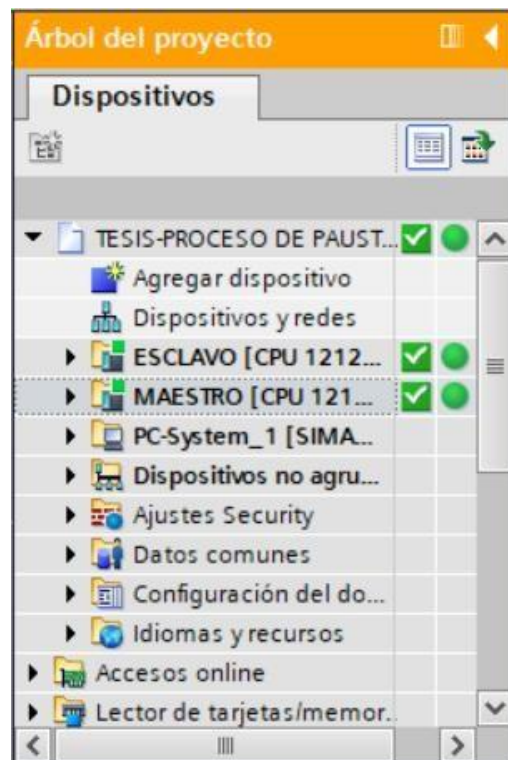 Árbol del proyecto
Dispositivos
TESIS-PROCESO DE PAUST...
Agregar dispositivo
Dispositivos y redes
ESCLAVO [CPU 1212...
MAESTRO [CPU 121...
PC-System_1 [SIMA...
Dispositivos no agru...
Ajustes Security
Datos comunes
Configuración del do...
Idiomas y recursos
Accesos online
Lector de tarjetas/memor.